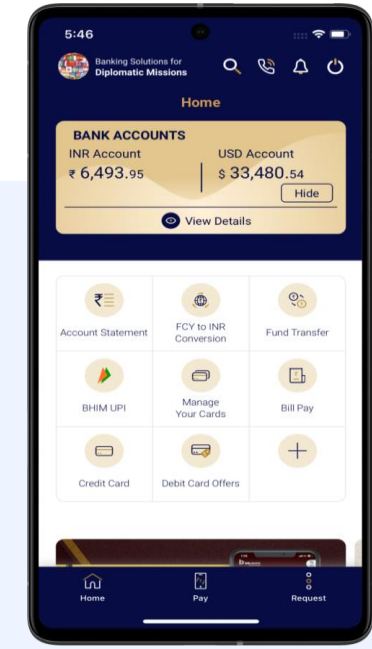 5:46
Banking Solutions for
Diplomatic Missions
Home
BANK ACCOUNTS
INR Account
USD Account
₹ 6,493.95
$ 33,480.54
Hide
View Details
Account Statement
FCY to INR
Conversion
Fund Transfer
BHIM UPI
Manage
Your Cards
Bill Pay
Credit Card
Debit Card Offers
Home
Pay
Request